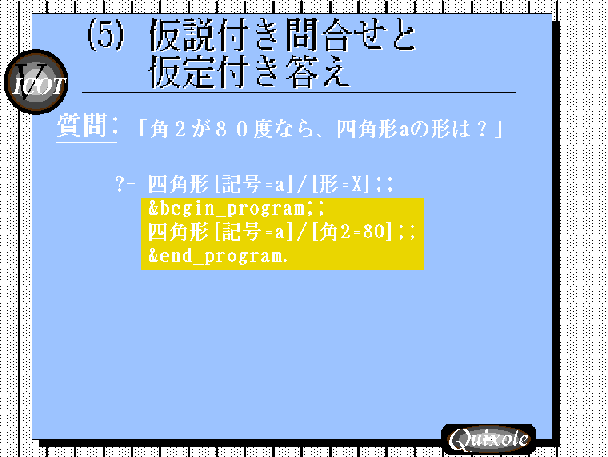 (5) 仮説付き問合せと
仮定付き答え
ICOT
質問:「角２が８０度なら、四角形aの形は？」
?- 四角形[記号=a]/[形=X];;
&begin_program;;
四角形[記号=a]/[角2=80];;
&end_program.
Quixote